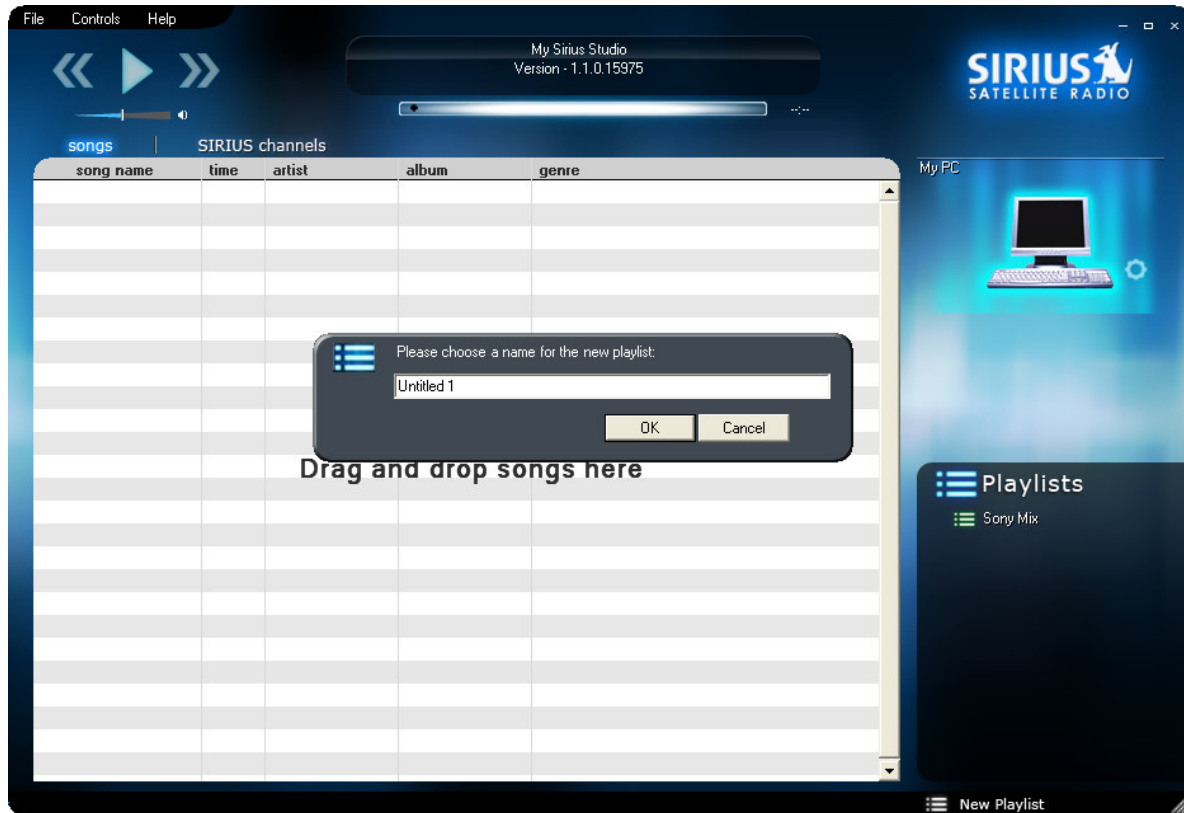 File Controls Help
My Sirius Studio
Version - 1.1.0.15975
SIRIUS
SATELLITE RADIO
--:--
songs SIRIUS channels
song name time artist album genre
My PC
Please choose a name for the new playlist:
Untitled 1
OK Cancel
Drag and drop songs here
Playlists
Sony Mix
New Playlist